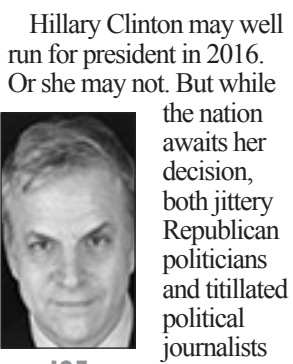 Hillary Clinton may well
run for president in 2016.
Or she may not. But while
the nation
awaits her
decision,
both jittery
Republican
politicians
and titillated
political
journalists